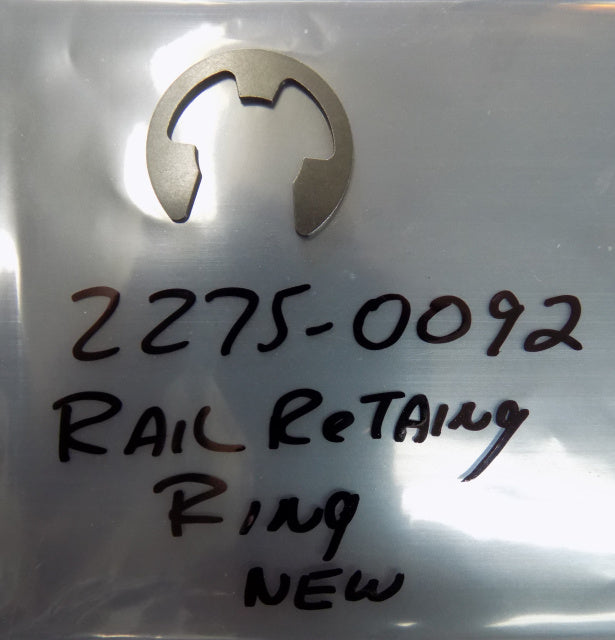 2275-0092
RAIL ReTAing
RING
NEW